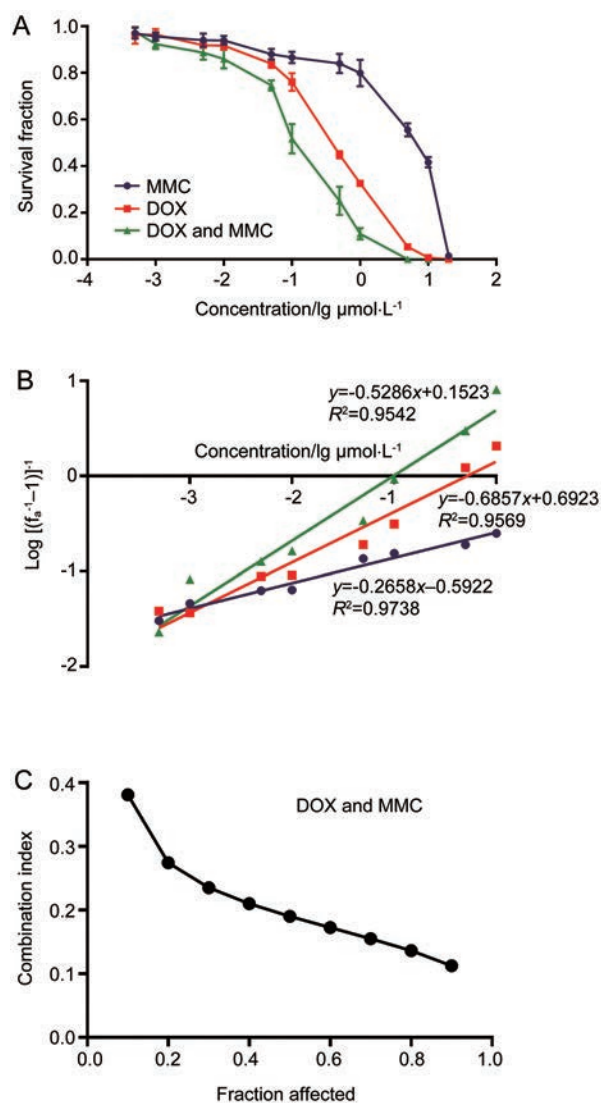 A
1.0
0.8
0.6
0.4
0.2
0.0
Survival fraction
MMC
DOX
DOX and MMC
-4 -3 -2 -1 0 1 2
Concentration/lg μmol·L⁻¹
B
1
0
-1
-2
Log [(fₐ⁻¹–1)]⁻¹
y=-0.5286x+0.1523
R²=0.9542
Concentration/lg μmol·L⁻¹
-3 -2 -1
y=-0.6857x+0.6923
R²=0.9569
y=-0.2658x–0.5922
R²=0.9738
C
0.4
0.3
0.2
0.1
0.0
Combination index
DOX and MMC
0.0 0.2 0.4 0.6 0.8 1.0
Fraction affected